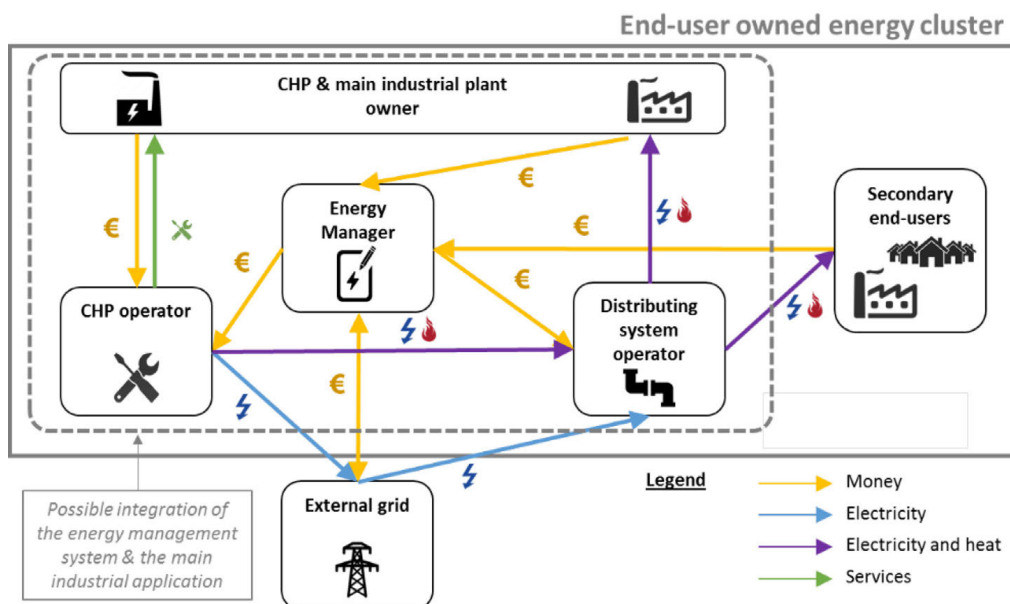 End-user owned energy cluster
CHP & main industrial plant
owner
€
€
Energy
Manager
€
€
€
Secondary
end-users
CHP operator
Distributing
system
operator
€
Possible integration of
the energy management
system & the main
industrial application
External grid
Legend
Money
Electricity
Electricity and heat
Services